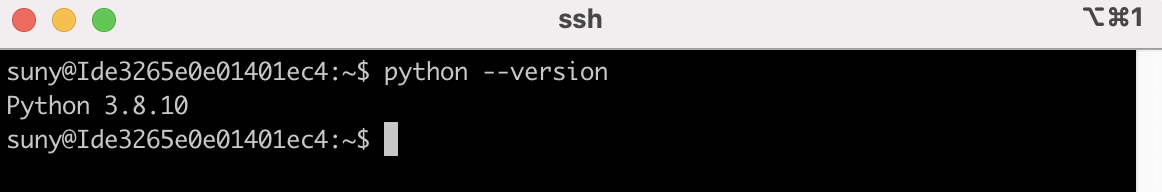 ssh
⌥⌘1
suny@Ide3265e0e01401ec4:~$ python --version
Python 3.8.10
suny@Ide3265e0e01401ec4:~$